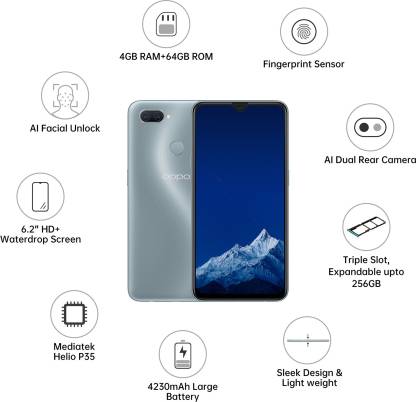 4GB RAM+64GB ROM
Fingerprint Sensor
AI Facial Unlock
AI Dual Rear Camera
oppo
6.2" HD+
Waterdrop Screen
Triple Slot,
Expandable upto
256GB
Mediatek
Helio P35
4230mAh Large
Battery
Sleek Design &
Light weight